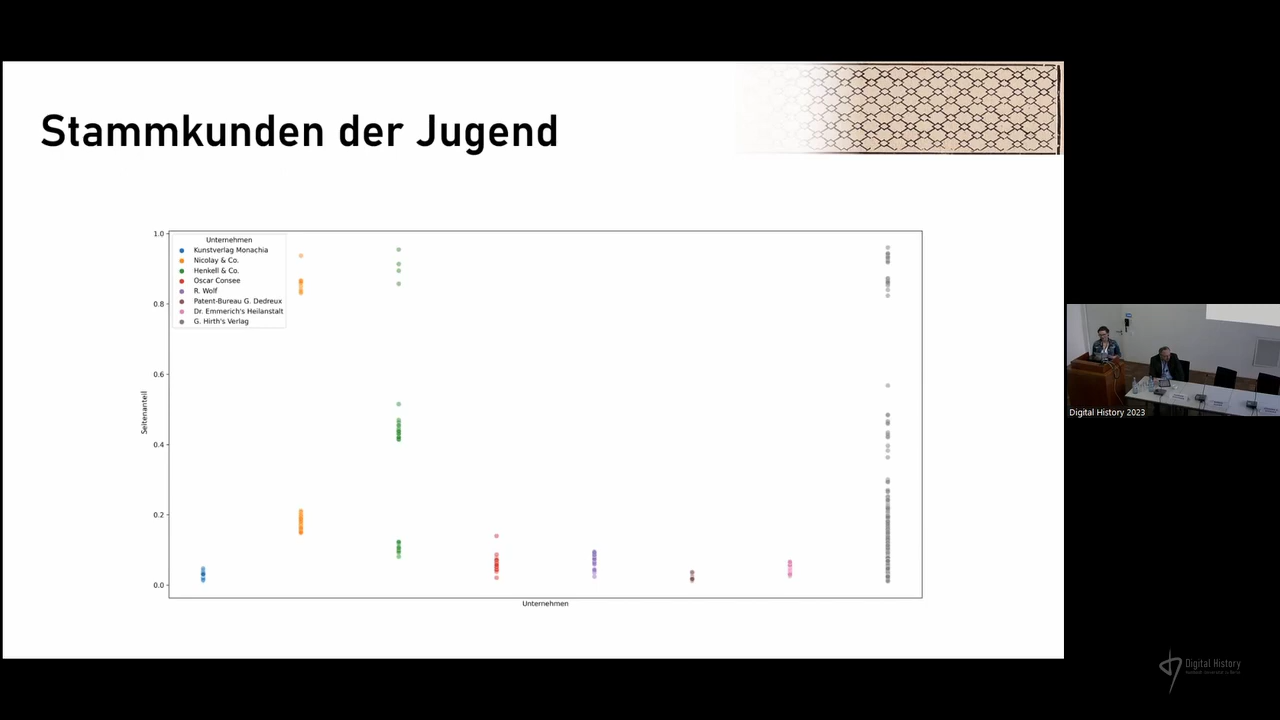 Stammkunden der Jugend
1.0
0.8
0.6
0.4
0.2
0.0
Seitenanteil
Unternehmen
Kunstverlag Monachia
Nicolay & Co.
Henkell & Co.
Oscar Consee
R. Wolf
Patent-Bureau G. Dedreux
Dr. Emmerich's Heilanstalt
G. Hirth's Verlag
Unternehmen
Digital History 2023
Digital History